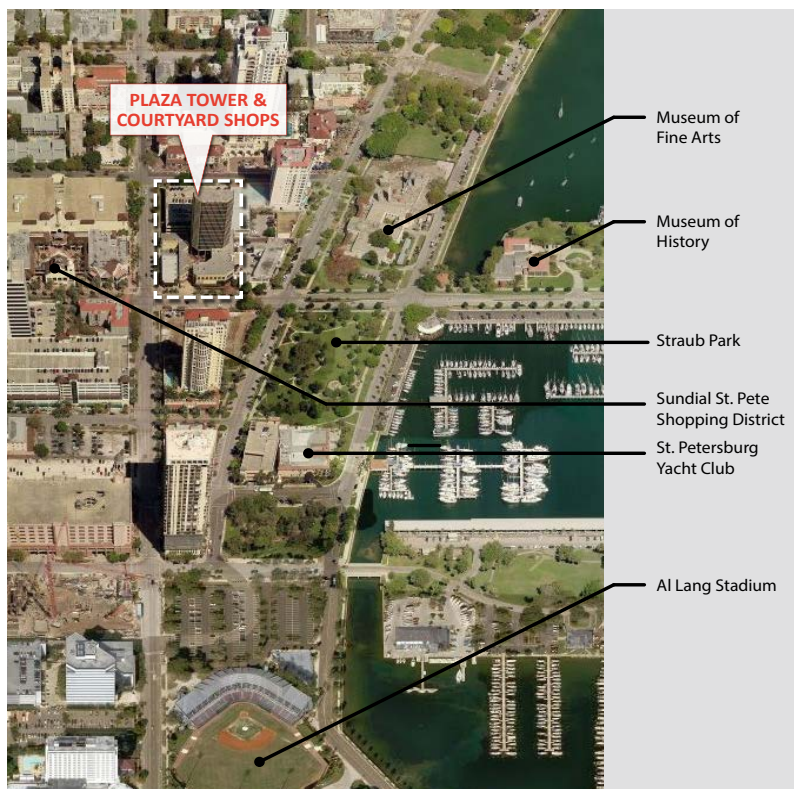 PLAZA TOWER &
COURTYARD SHOPS
Museum of
Fine Arts
Museum of
History
Straub Park
Sundial St. Pete
Shopping District
St. Petersburg
Yacht Club
Al Lang Stadium